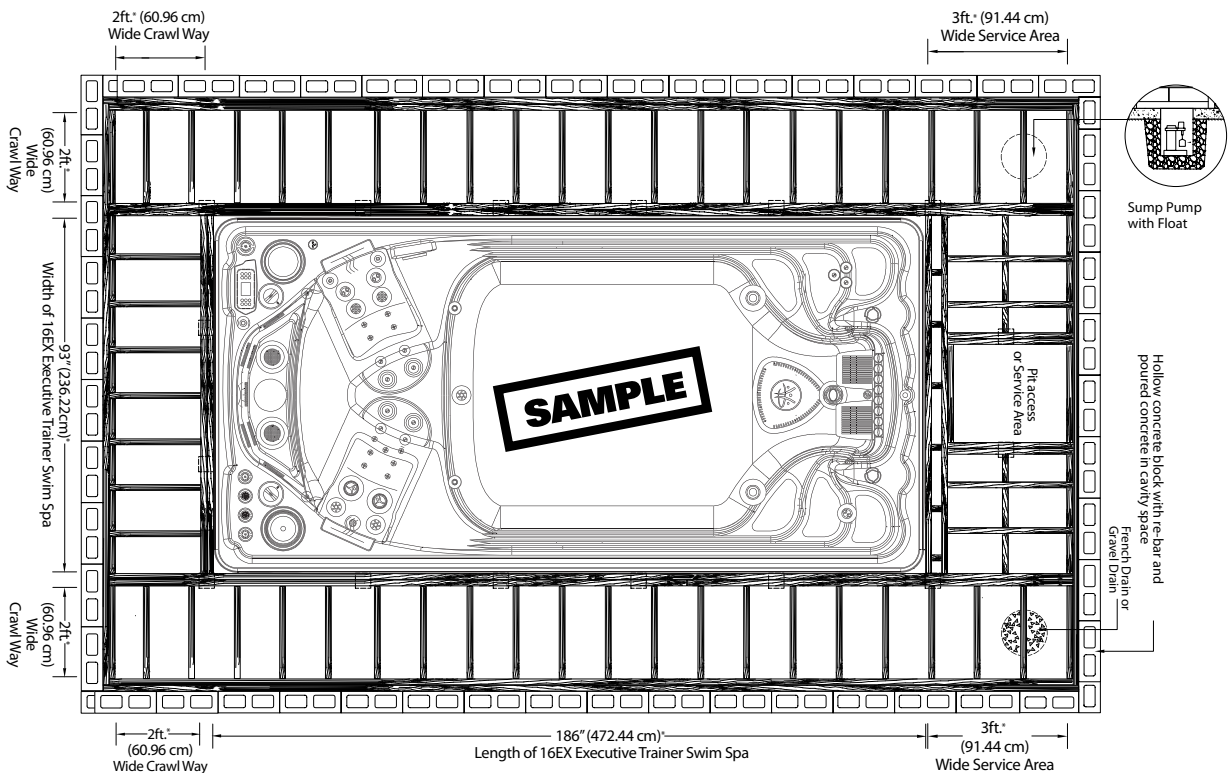 2ft.* (60.96 cm)
Wide Crawl Way
3ft.* (91.44 cm)
Wide Service Area
2ft.*
(60.96 cm)
Wide
Crawl Way
Sump Pump
with Float
93” (236.22cm)*
Width of 16EX Executive Trainer Swim Spa
SAMPLE
Pit access
or Service Area
Hollow concrete block with re-bar and
poured concrete in cavity space
French Drain or
Gravel Drain
2ft.*
(60.96 cm)
Wide
Crawl Way
2ft.*
(60.96 cm)
Wide Crawl Way
186” (472.44 cm)*
Length of 16EX Executive Trainer Swim Spa
3ft.*
(91.44 cm)
Wide Service Area